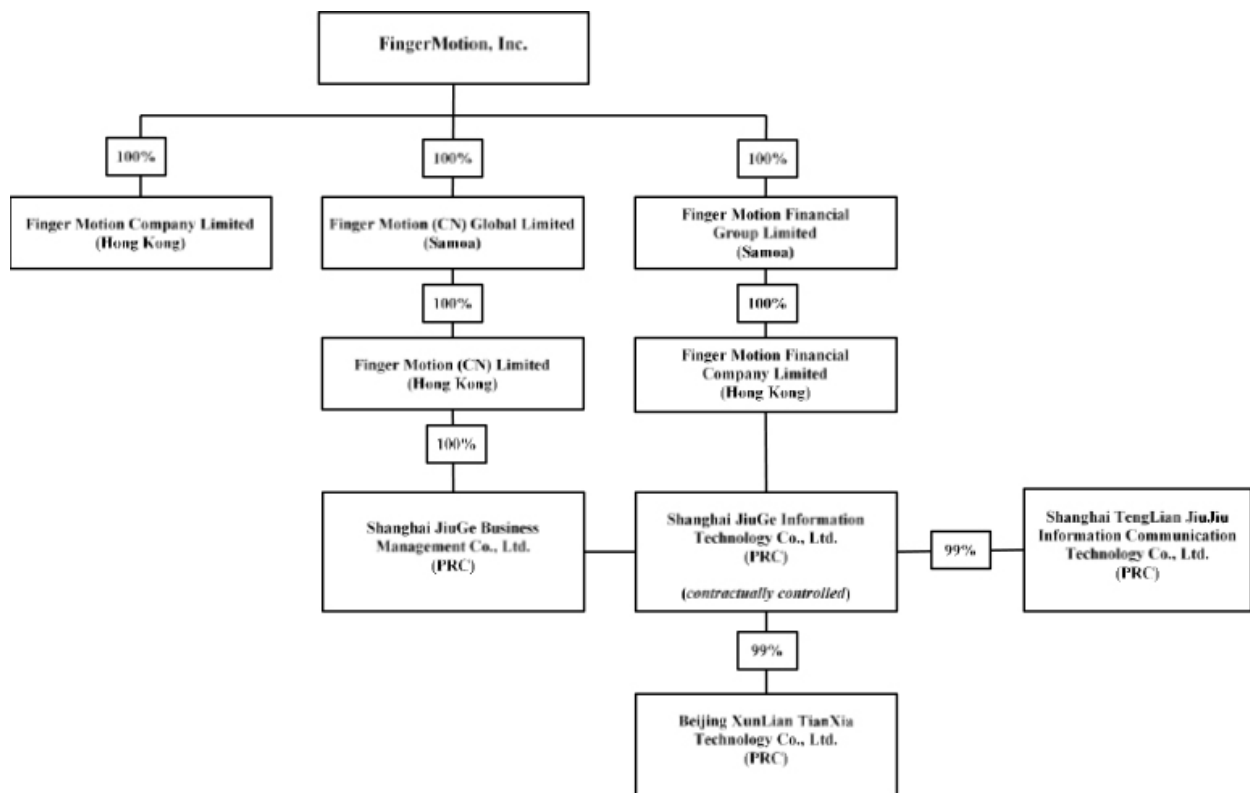 FingerMotion, Inc.
100%
100%
100%
Finger Motion Company Limited
(Hong Kong)
Finger Motion (CN) Global Limited
(Samoa)
Finger Motion Financial
Group Limited
(Samoa)
100%
100%
Finger Motion (CN) Limited
(Hong Kong)
Finger Motion Financial
Company Limited
(Hong Kong)
100%
Shanghai JiuGe Business
Management Co., Ltd.
(PRC)
Shanghai JiuGe Information
Technology Co., Ltd.
(PRC)
(contractually controlled)
99%
Shanghai TengLian JiuJiu
Information Communication
Technology Co., Ltd.
(PRC)
99%
Beijing XunLian TianXia
Technology Co., Ltd.
(PRC)